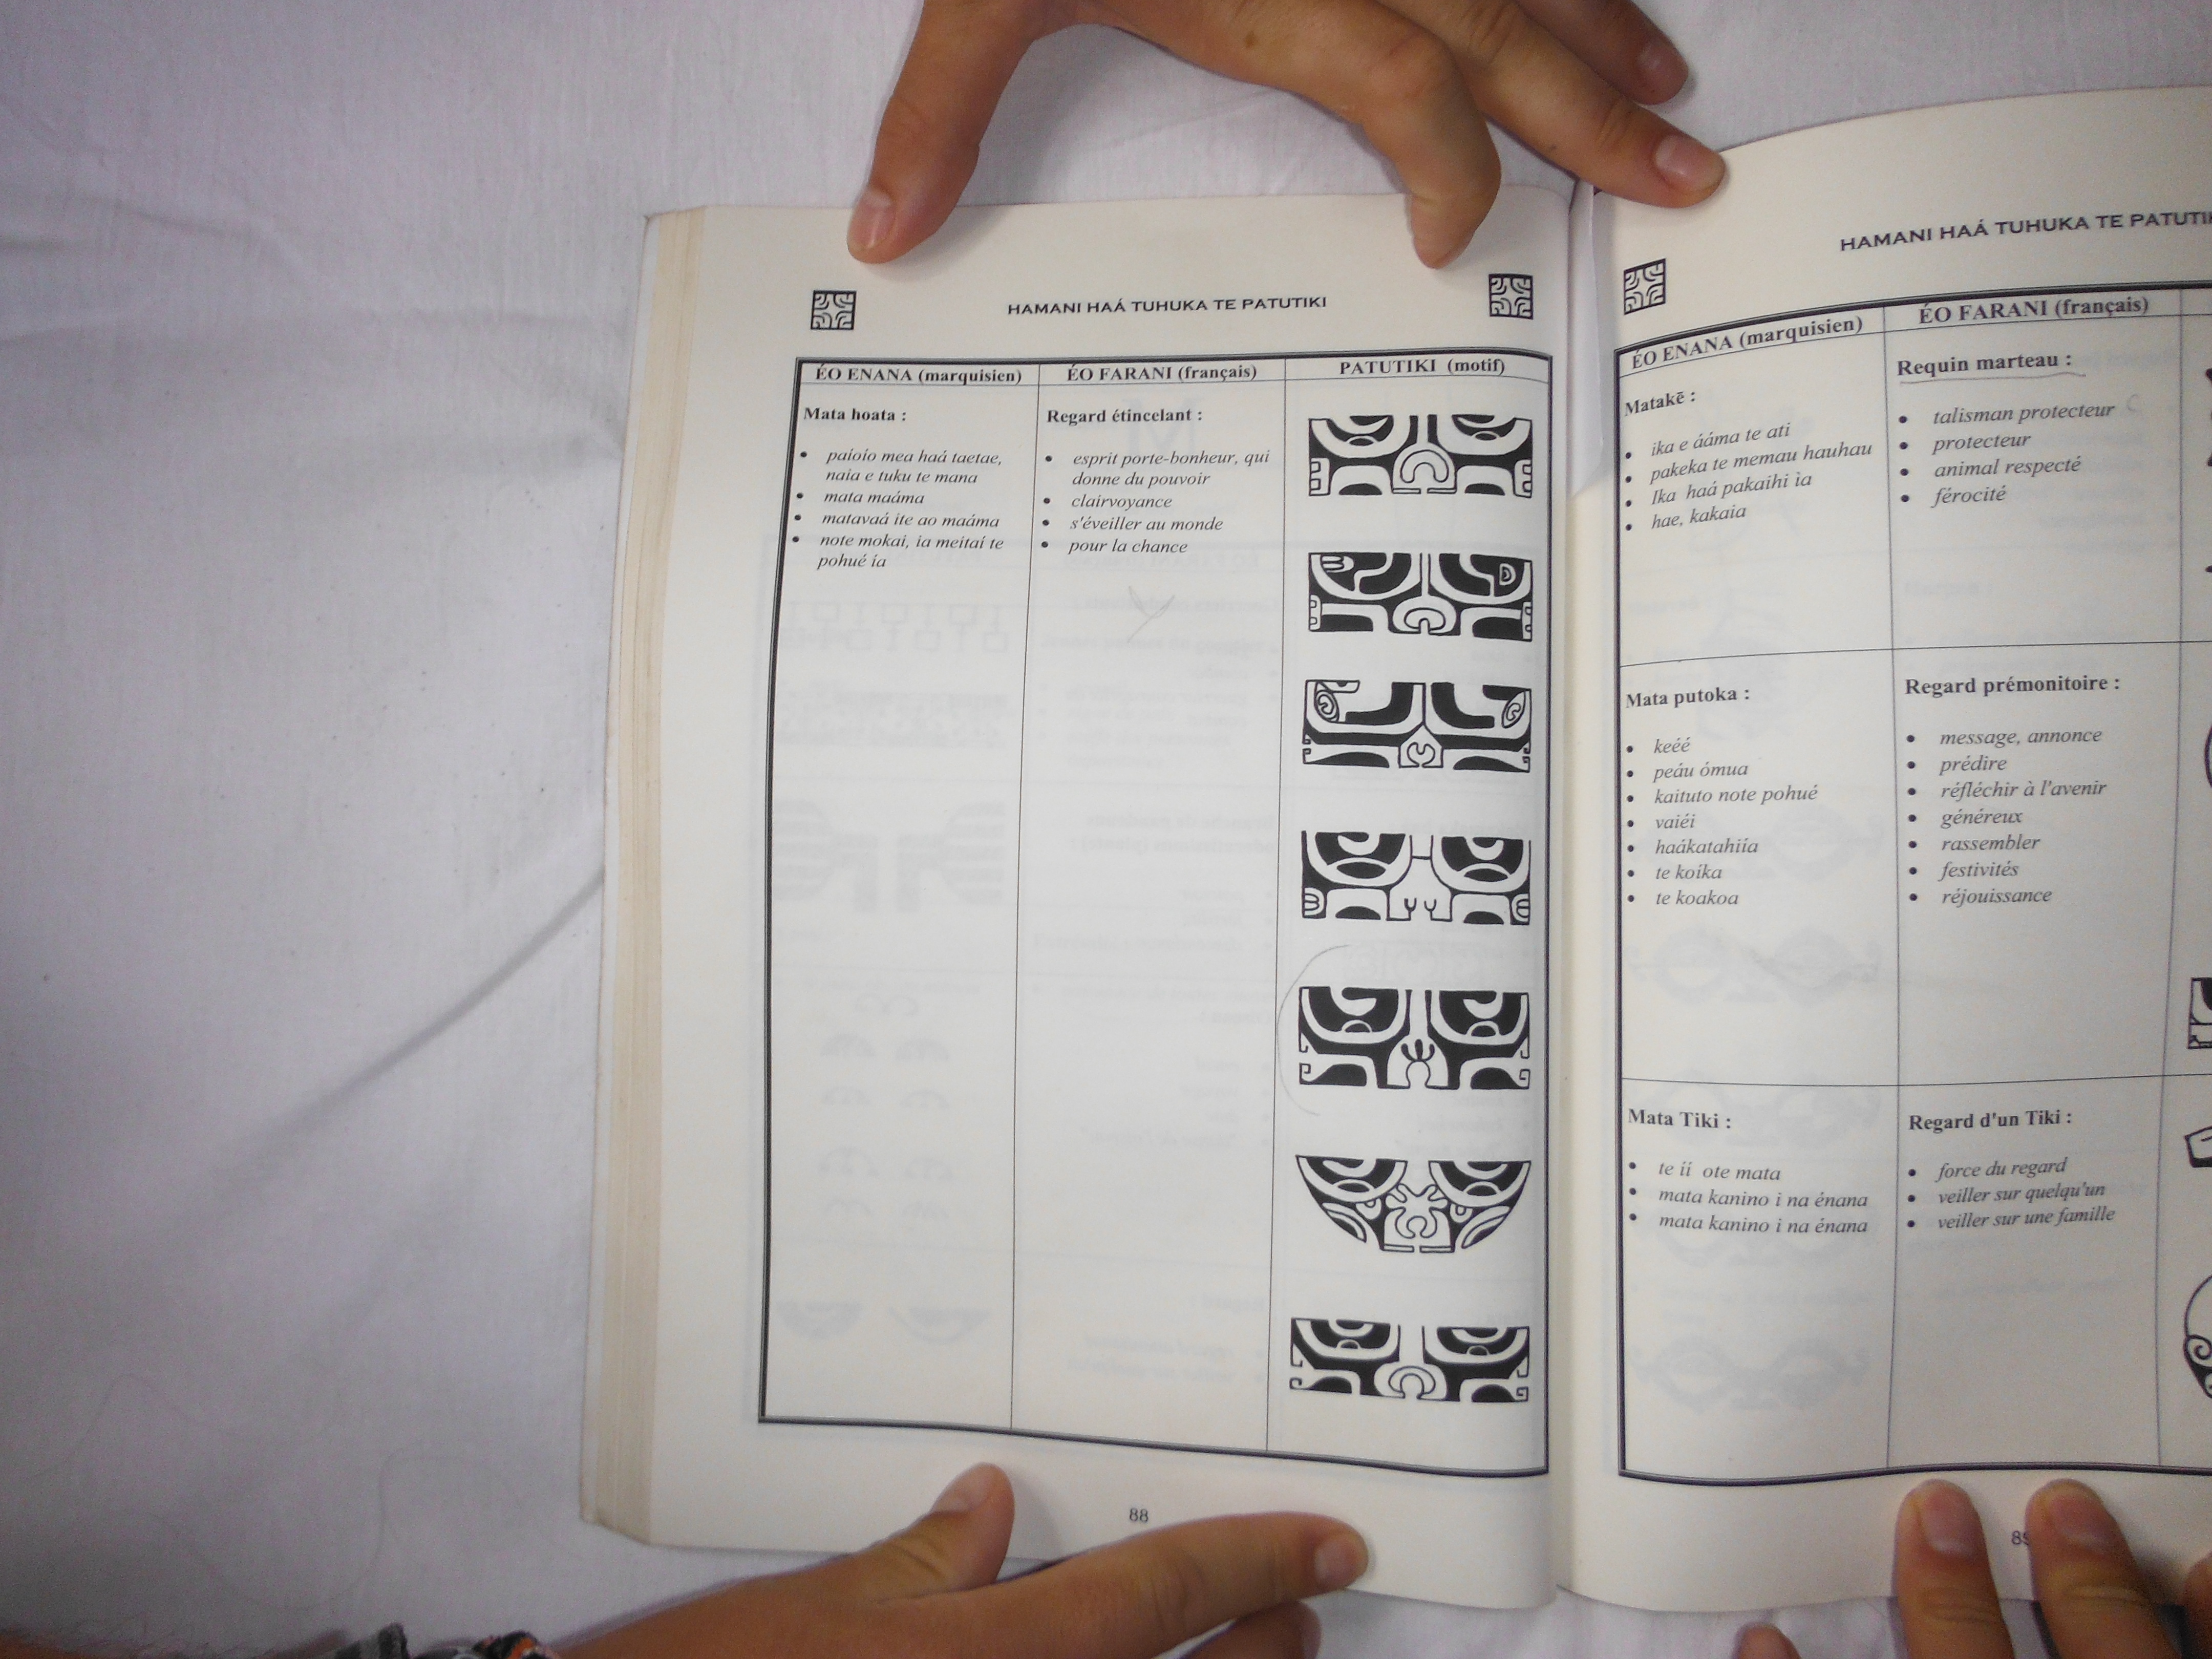 HAMANI HAÁ TUHUKA TE PATUTIKI
ÉO ENANA (marquisien)
ÉO FARANI (français)
PATUTIKI (motif)
Mata hoata :
• paioio mea haá taetae,
naia e tuku te mana
• mata maáma
• matavaá ite ao maáma
• note mokai, ia meitaí te
pohué ía
Regard étincelant :
• esprit porte-bonheur, qui
donne du pouvoir
• clairvoyance
• s'éveiller au monde
• pour la chance
88
HAMANI HAÁ TUHUKA TE
ÉO ENANA (marquisien)
ÉO FARANI (français)
Matakē :
• ika e ááma te ati
• pakeka te memau hauhau
• Ika haá pakaihi ìa
• hae, kakaia
Requin marteau :
• talisman protecteur
• protecteur
• animal respecté
• férocité
Mata putoka :
• keéé
• peáu ómua
• kaituto note pohué
• vaiéi
• haákatahiía
• te koíka
• te koakoa
Regard prémonitoire :
• message, annonce
• prédire
• réfléchir à l'avenir
• généreux
• rassembler
• festivités
• réjouissance
Mata Tiki :
• te íi ote mata
• mata kanino i na énana
• mata kanino i na énana
Regard d'un Tiki :
• force du regard
• veiller sur quelqu'un
• veiller sur une famille